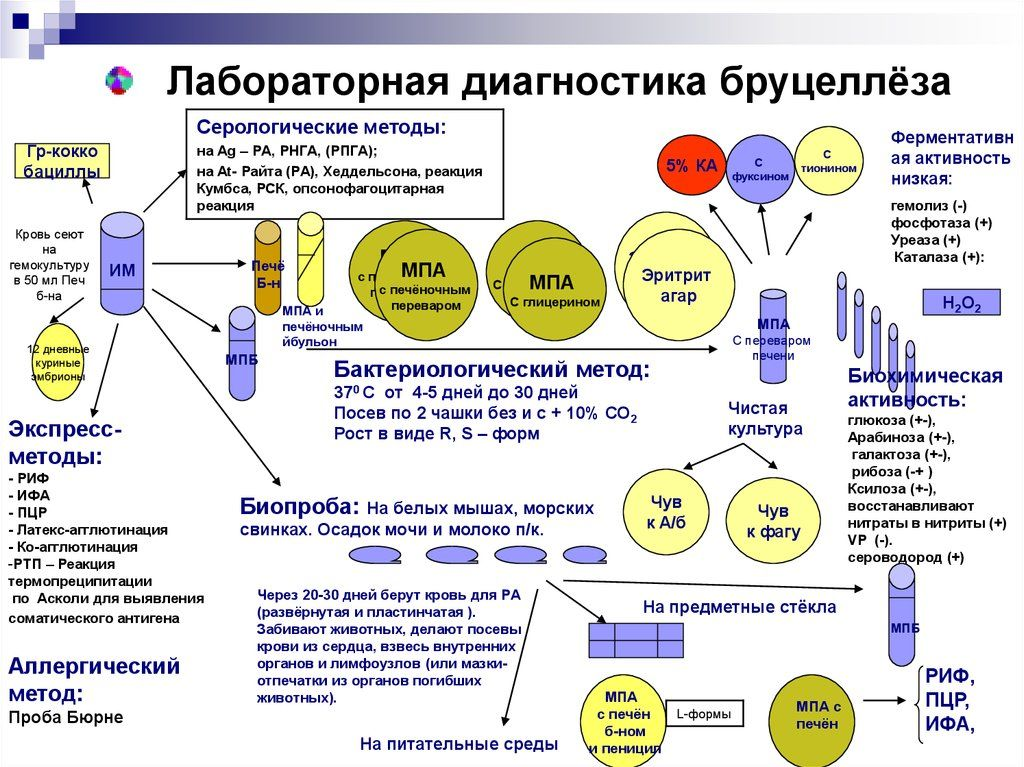 Лабораторная диагностика бруцеллёза
Серологические методы:
на Ag – РА, РНГА, (РПГА);
на At- Райта (РА), Хеддельсона, реакция
Кумбса, РСК, опсонофагоцитарная
реакция
Гр-кокко
бациллы
Кровь сеют
на
гемокультуру
в 50 мл Печ
б-на
ИМ
12 дневные
куриные
эмбрионы
Печё
Б-н
МПА и
печёночным
йбульон
МПБ
МПА
с печёночным
переваром
С
МПА
С глицерином
Эритрит
агар
5% КА
С
фуксином
С
тионином
Ферментативн
ая активность
низкая:
гемолиз (-)
фосфотаза (+)
Уреаза (+)
Каталаза (+):
H2O2
МПА
С переваром
печени
Бактериологический метод:
37⁰ С от 4-5 дней до 30 дней
Посев по 2 чашки без и с + 10% CO2
Рост в виде R, S – форм
Чистая
культура
Биохимическая
активность:
глюкоза (+-),
Арабиноза (+-),
галактоза (+-),
рибоза (-+ )
Ксилоза (+-),
восстанавливают
нитраты в нитриты (+)
VP (-).
сероводород (+)
Экспресс-
методы:
- РИФ
- ИФА
- ПЦР
- Латекс-агглютинация
- Ко-агглютинация
-РТП – Реакция
термопреципитации
по Асколи для выявления
соматического антигена
Биопроба: На белых мышах, морских
свинках. Осадок мочи и молоко п/к.
Чув
к А/б
Чув
к фагу
Через 20-30 дней берут кровь для РА
(развёрнутая и пластинчатая ).
Забивают животных, делают посевы
крови из сердца, взвесь внутренних
органов и лимфоузлов (или мазки-
отпечатки из органов погибших
животных).
На предметные стёкла
МПБ
Аллергический
метод:
Проба Бюрне
На питательные среды
МПА
с печён
б-ном
и пеницил
L-формы
МПА с
печён
РИФ,
ПЦР,
ИФА,